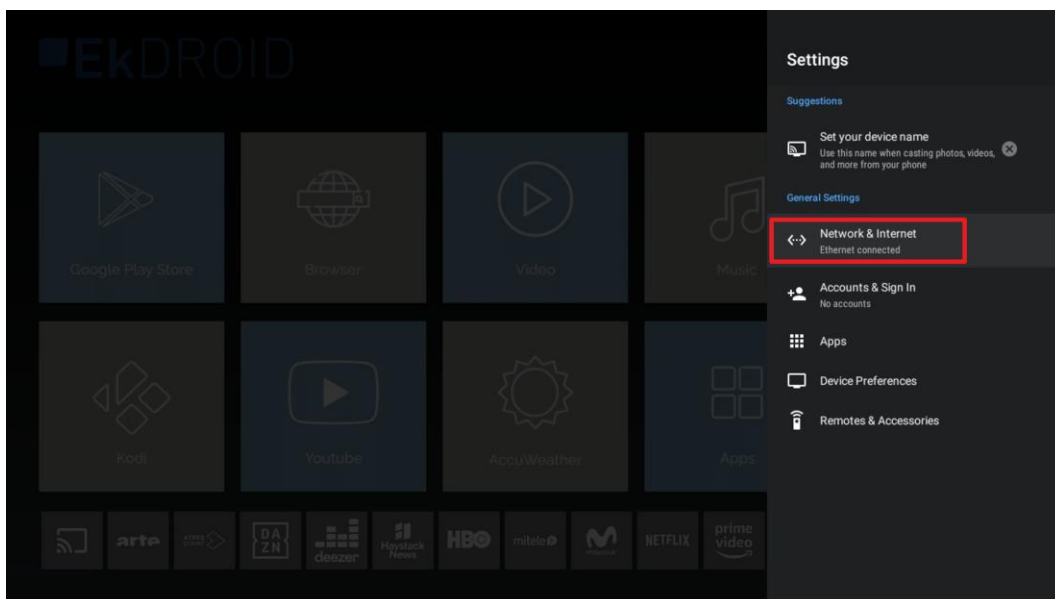 EkDROID
Settings
Suggestions
Set your device name
Use this name when casting photos, videos,
and more from your phone
General Settings
Network & Internet
Ethernet connected
Accounts & Sign In
No accounts
Apps
Device Preferences
Remotes & Accessories
Google Play Store
Browser
Video
Music
Kodi
Youtube
AccuWeather
Apps
arte
DA
ZN
deezer
Haystack
News
HBO
mitele
NETFLIX
prime
video